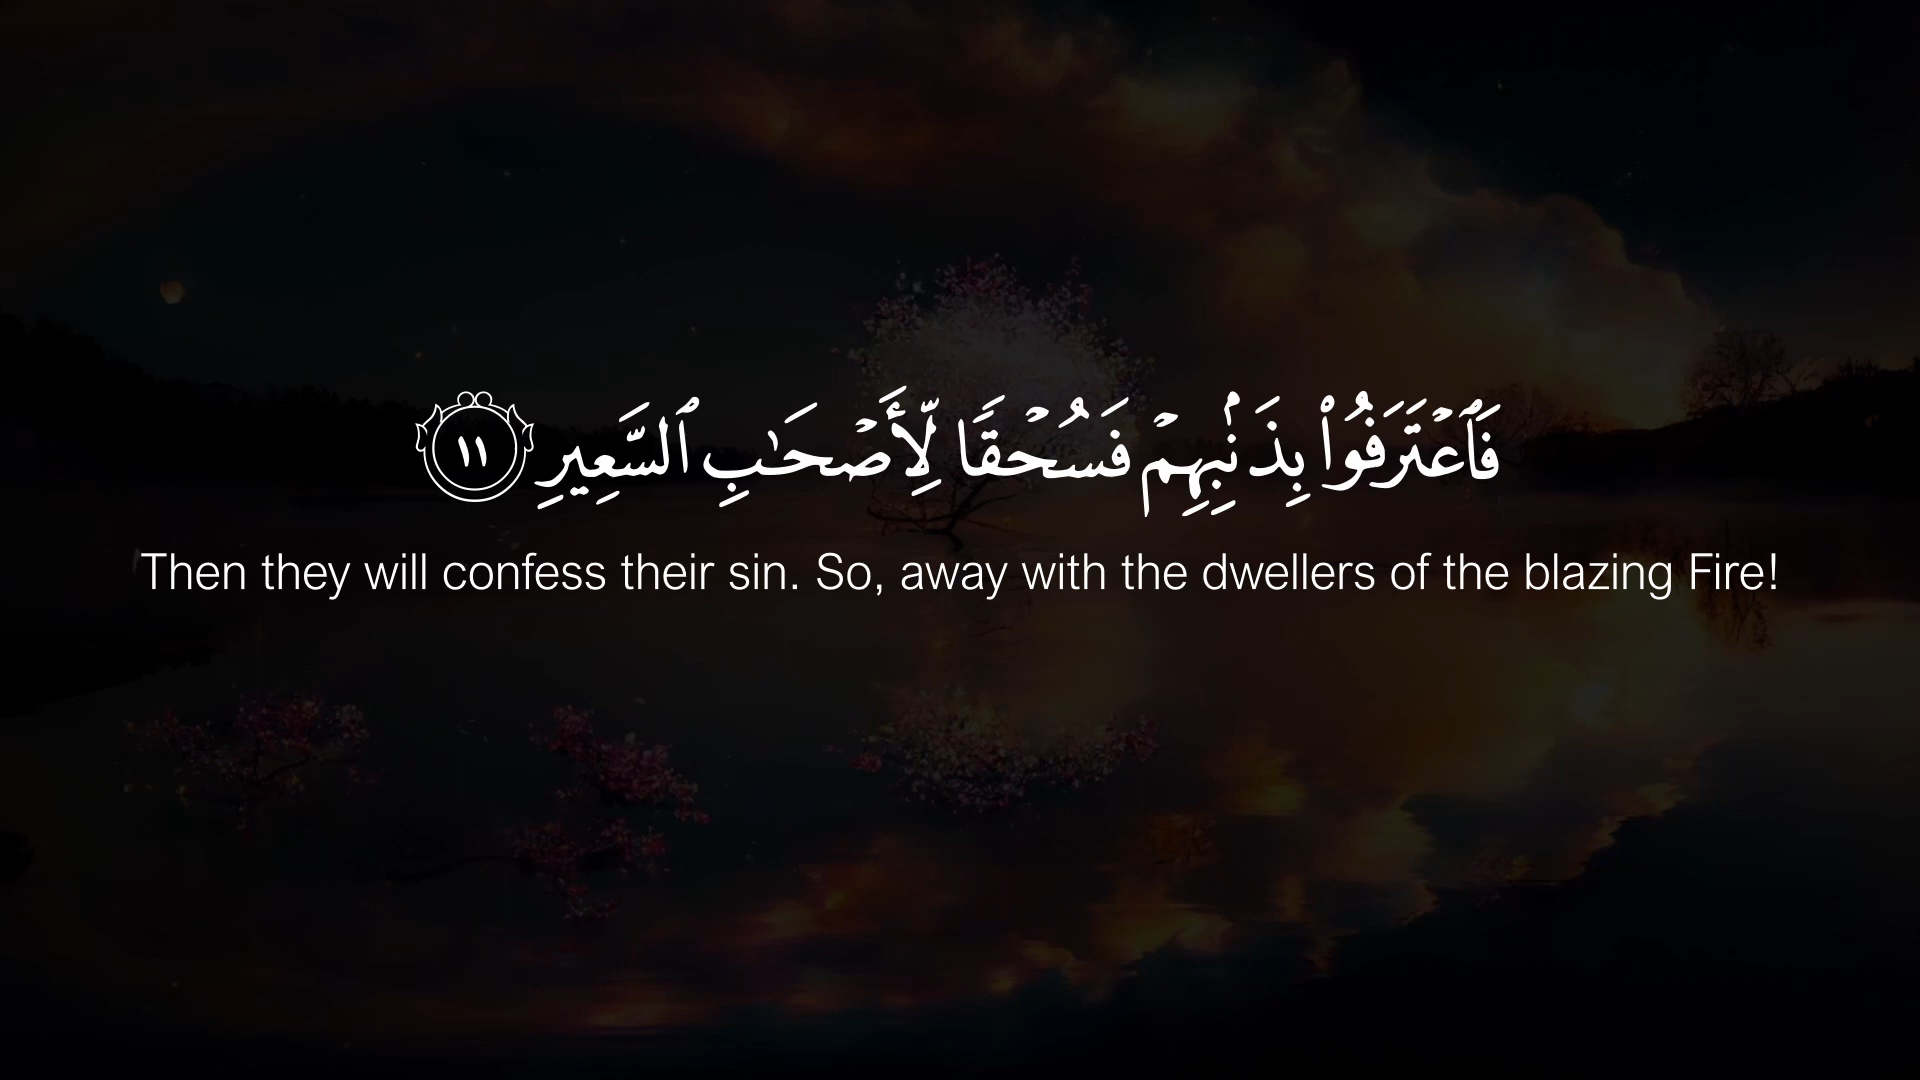 فَٱعْتَرَفُوا۟ بِذَنۢبِهِمْ فَسُحْقًا لِّأَصْحَـٰبِ ٱلسَّعِيرِ ١١
Then they will confess their sin. So, away with the dwellers of the blazing Fire!